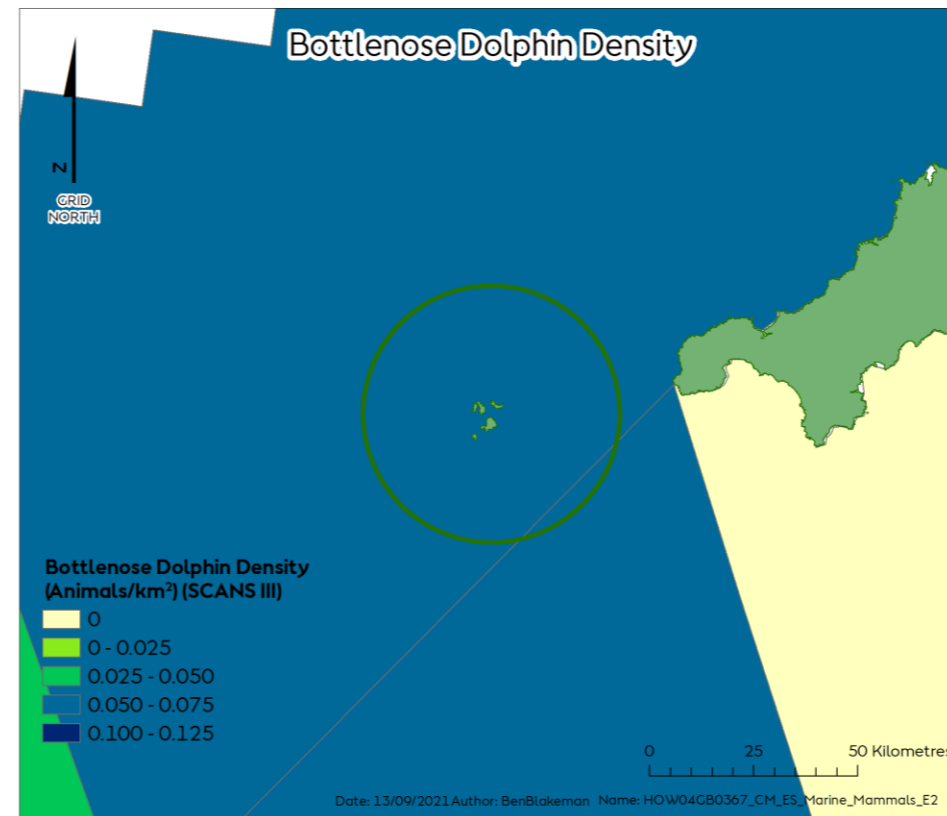 Bottlenose Dolphin Density
N
GRID
NORTH
Bottlenose Dolphin Density
(Animals/km²) (SCANS III)
0
0 - 0.025
0.025 - 0.050
0.050 - 0.075
0.100 - 0.125
0 25 50 Kilometres
Date: 13/09/2021 Author: BenBlakeman Name: HOW04GB0367_CM_ES_Marine_Mammals_E2